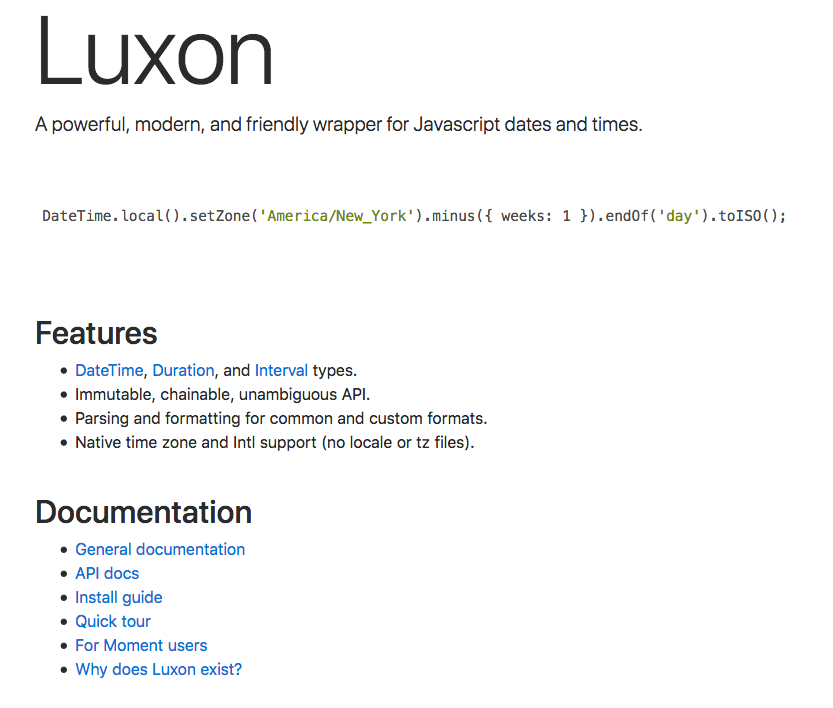 Luxon
A powerful, modern, and friendly wrapper for Javascript dates and times.
DateTime.local().setZone('America/New_York').minus({ weeks: 1 }).endOf('day').toISO();
Features
• DateTime, Duration, and Interval types.
• Immutable, chainable, unambiguous API.
• Parsing and formatting for common and custom formats.
• Native time zone and Intl support (no locale or tz files).
Documentation
• General documentation
• API docs
• Install guide
• Quick tour
• For Moment users
• Why does Luxon exist?